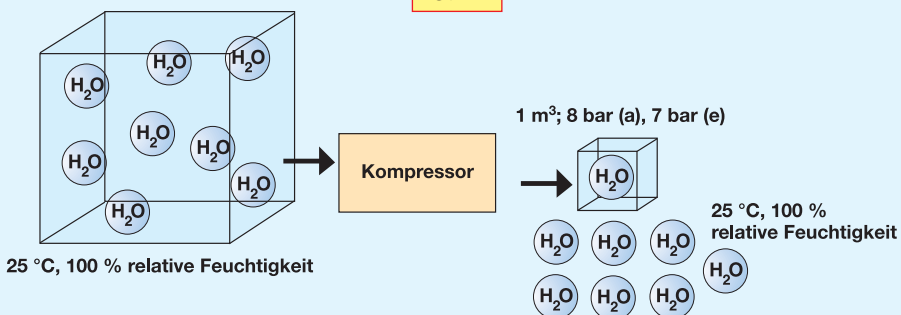 H2O
H2O
H2O
H2O
H2O
H2O
H2O
H2O
25 °C, 100 % relative Feuchtigkeit
Kompressor
1 m³; 8 bar (a), 7 bar (e)
H2O
25 °C, 100 %
relative Feuchtigkeit
H2O
H2O
H2O
H2O
H2O
H2O
H2O